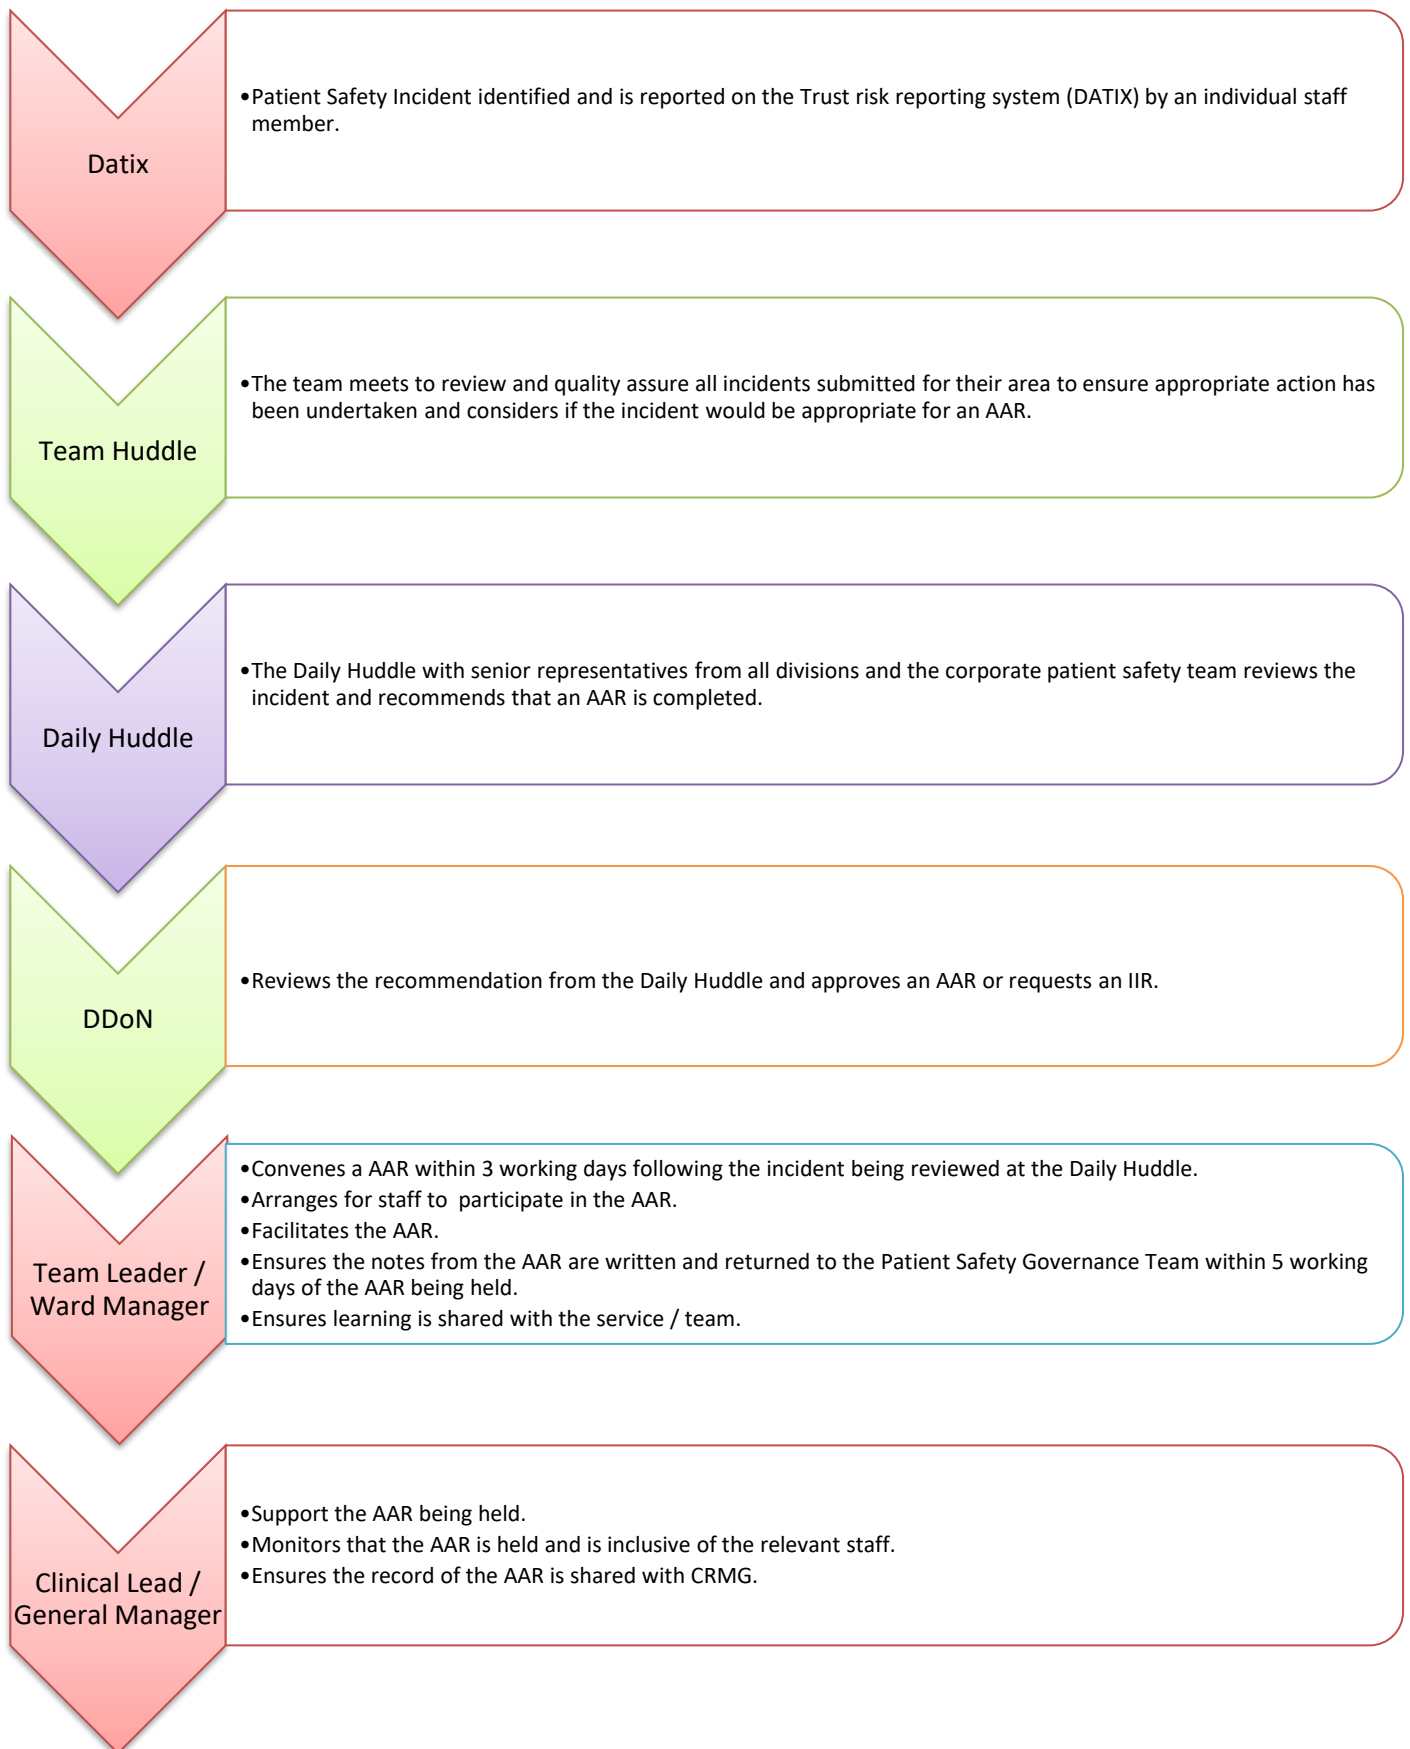 Datix
•Patient Safety Incident identified and is reported on the Trust risk reporting system (DATIX) by an individual staff
member.
Team Huddle
•The team meets to review and quality assure all incidents submitted for their area to ensure appropriate action has
been undertaken and considers if the incident would be appropriate for an AAR.
Daily Huddle
•The Daily Huddle with senior representatives from all divisions and the corporate patient safety team reviews the
incident and recommends that an AAR is completed.
DDoN
•Reviews the recommendation from the Daily Huddle and approves an AAR or requests an IIR.
Team Leader /
Ward Manager
•Convenes a AAR within 3 working days following the incident being reviewed at the Daily Huddle.
•Arranges for staff to  participate in the AAR.
•Facilitates the AAR.
•Ensures the notes from the AAR are written and returned to the Patient Safety Governance Team within 5 working
days of the AAR being held.
•Ensures learning is shared with the service / team.
Clinical Lead /
General Manager
•Support the AAR being held.
•Monitors that the AAR is held and is inclusive of the relevant staff.
•Ensures the record of the AAR is shared with CRMG.